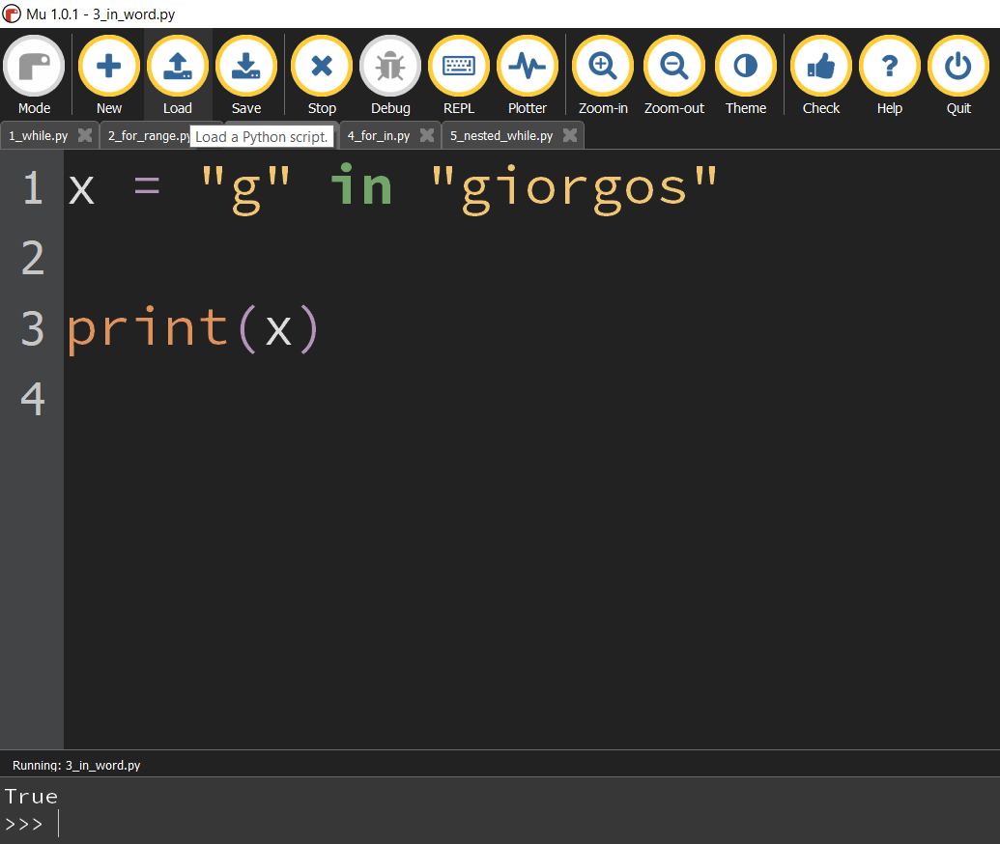 Mu 1.0.1 - 3_in_word.py
Mode New Load Save Stop Debug REPL Plotter Zoom-in Zoom-out Theme Check Help Quit
1_while.py 2_for_range.py 4_for_in.py 5_nested_while.py
Load a Python script.
1 x = "g" in "giorgos"
2
3 print(x)
4
Running: 3_in_word.py
True
>>>